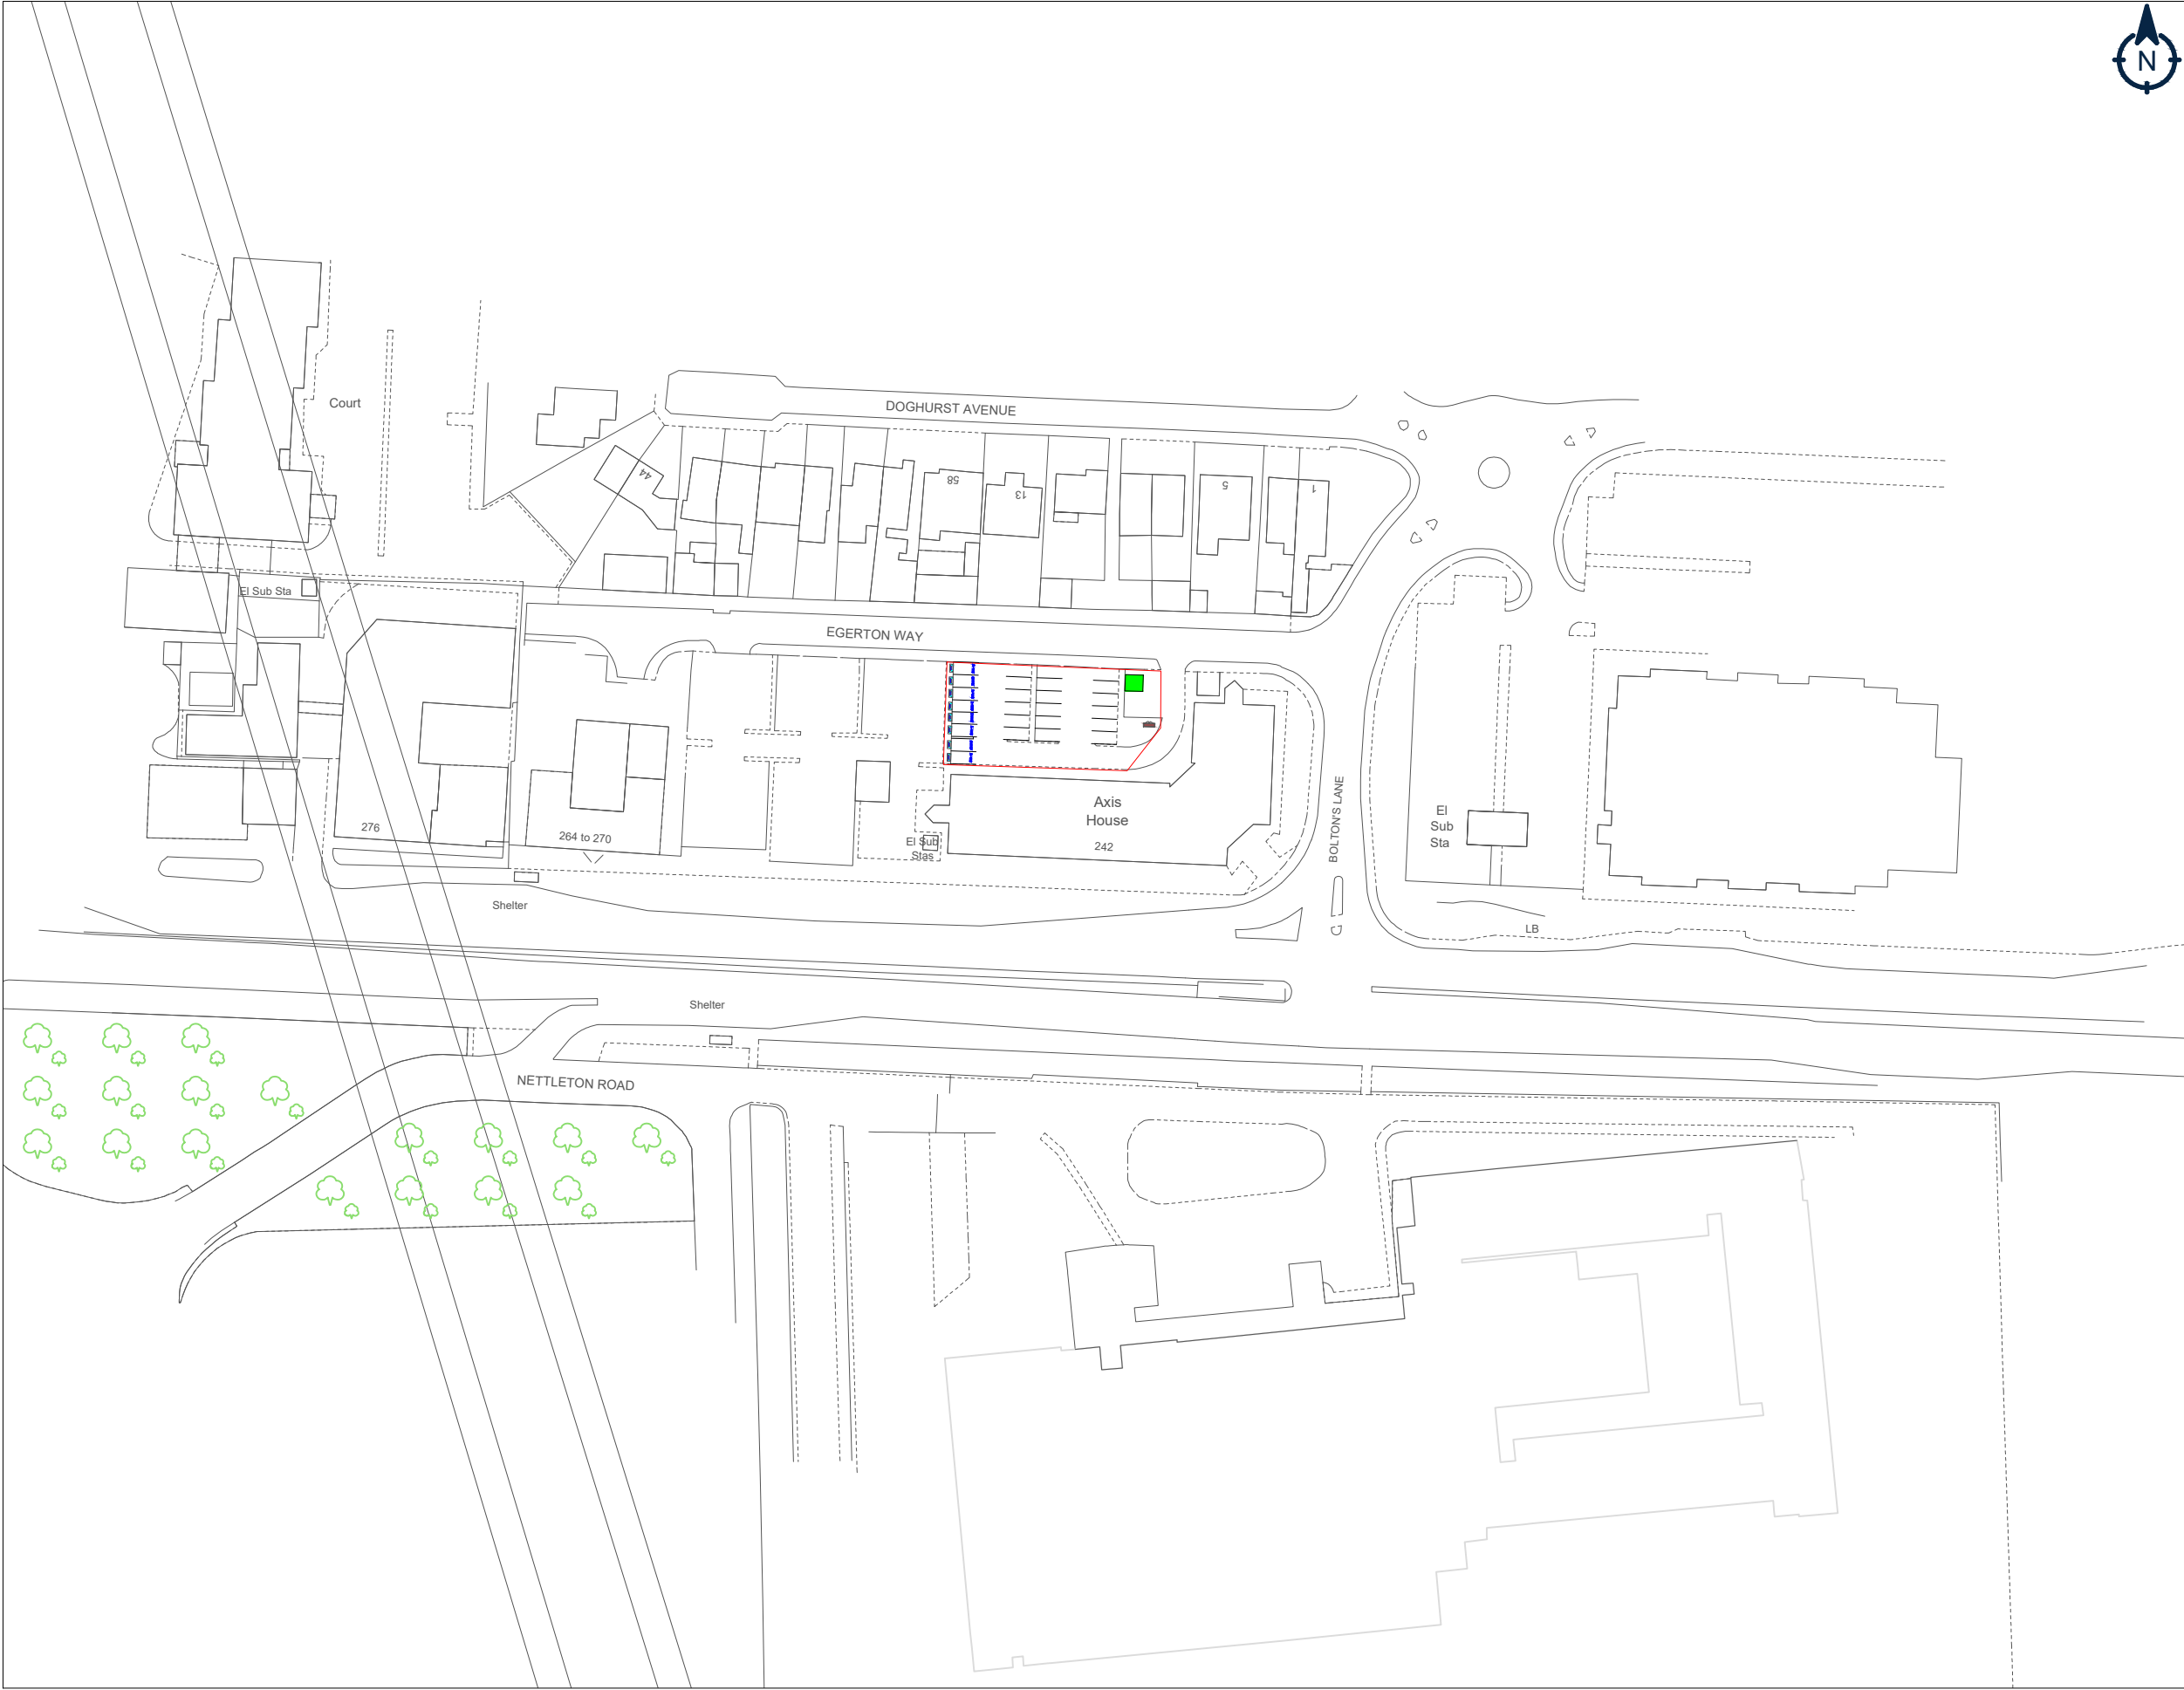 N
Court
DOGHURST AVENUE
44
58
13
5
1
El Sub Sta
EGERTON WAY
Axis
House
242
El Sub
Stas
BOLTON'S LANE
El
Sub
Sta
276
264 to 270
Shelter
LB
Shelter
NETTLETON ROAD